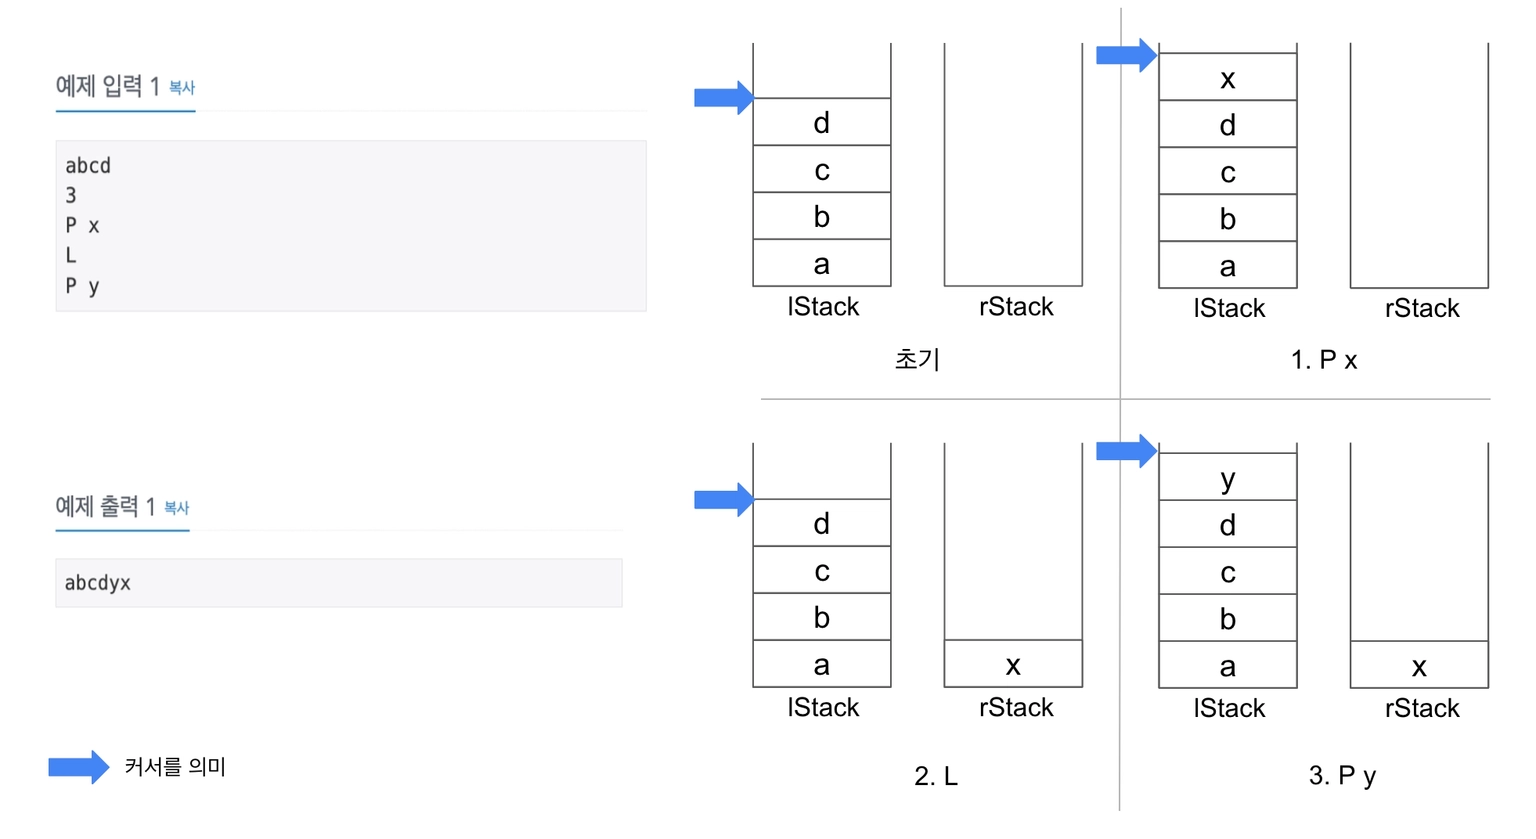 예제 입력 1 복사
abcd
3
P x
L
P y
예제 출력 1 복사
abcdyx
커서를 의미
d
c
b
a
lStack
rStack
초기
x
d
c
b
a
lStack
rStack
1. P x
d
c
b
a
x
lStack
rStack
2. L
y
d
c
b
a
x
lStack
rStack
3. P y